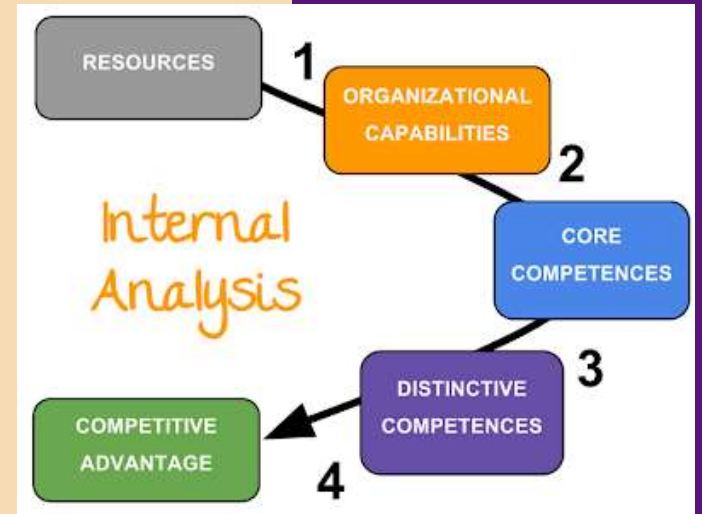 RESOURCES
1
ORGANIZATIONAL
CAPABILITIES
2
Internal
Analysis
CORE
COMPETENCES
3
DISTINCTIVE
COMPETENCES
4
COMPETITIVE
ADVANTAGE